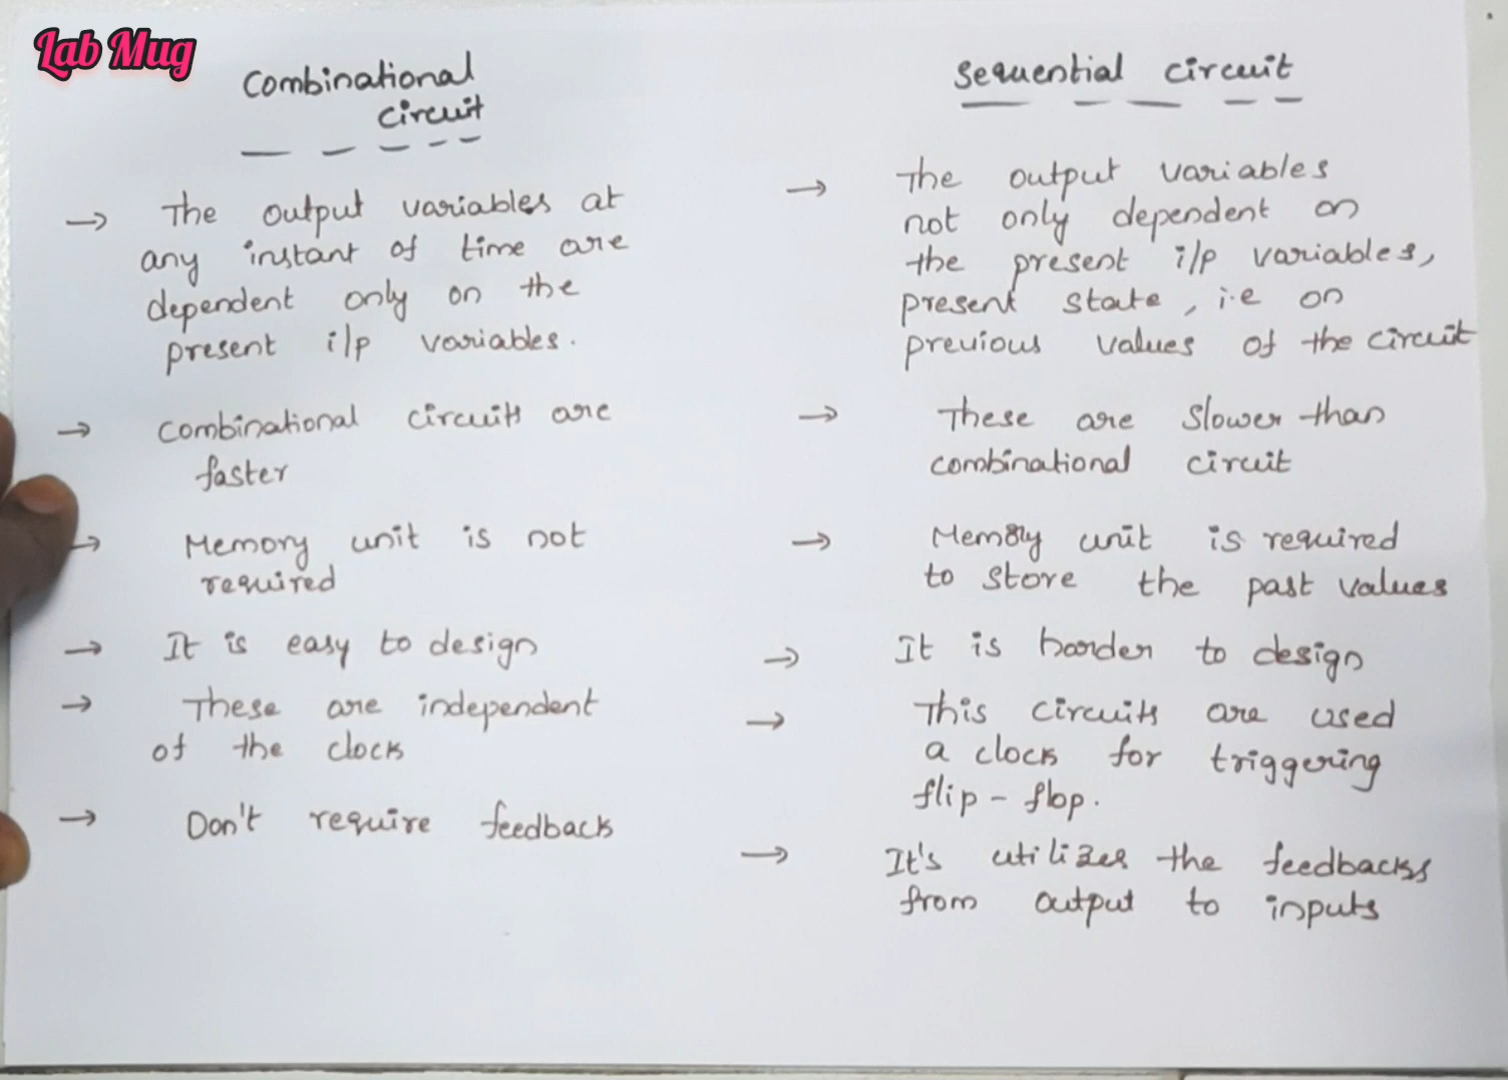 Lab Mug
Combinational
circuit
→ The output variables at
any instant of time are
dependent only on the
present i/p variables.
→ Combinational circuits are
faster
→ Memory unit is not
required
→ It is easy to design
→ These are independent
of the clock
→ Don't require feedback
Sequential circuit
→ The output variables
not only dependent on
the present i/p variables,
present state, i.e on
previous values of the circuit
→ These are slower than
combinational circuit
→ Memory unit is required
to store the past values
→ It is harder to design
→ This circuits are used
a clock for triggering
flip-flop.
→ It's utilizes the feedbacks
from output to inputs